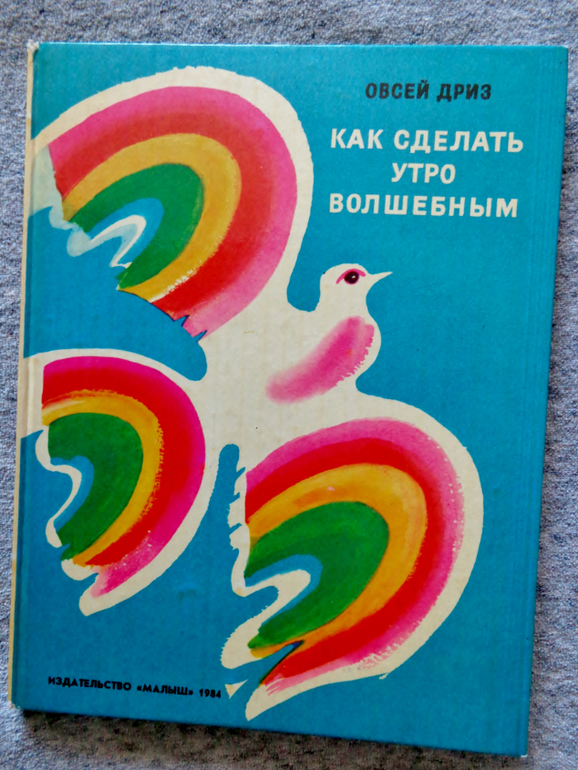 ОВСЕЙ ДРИЗ
КАК СДЕЛАТЬ
УТРО
ВОЛШЕБНЫМ
ИЗДАТЕЛЬСТВО «МАЛЫШ» 1984